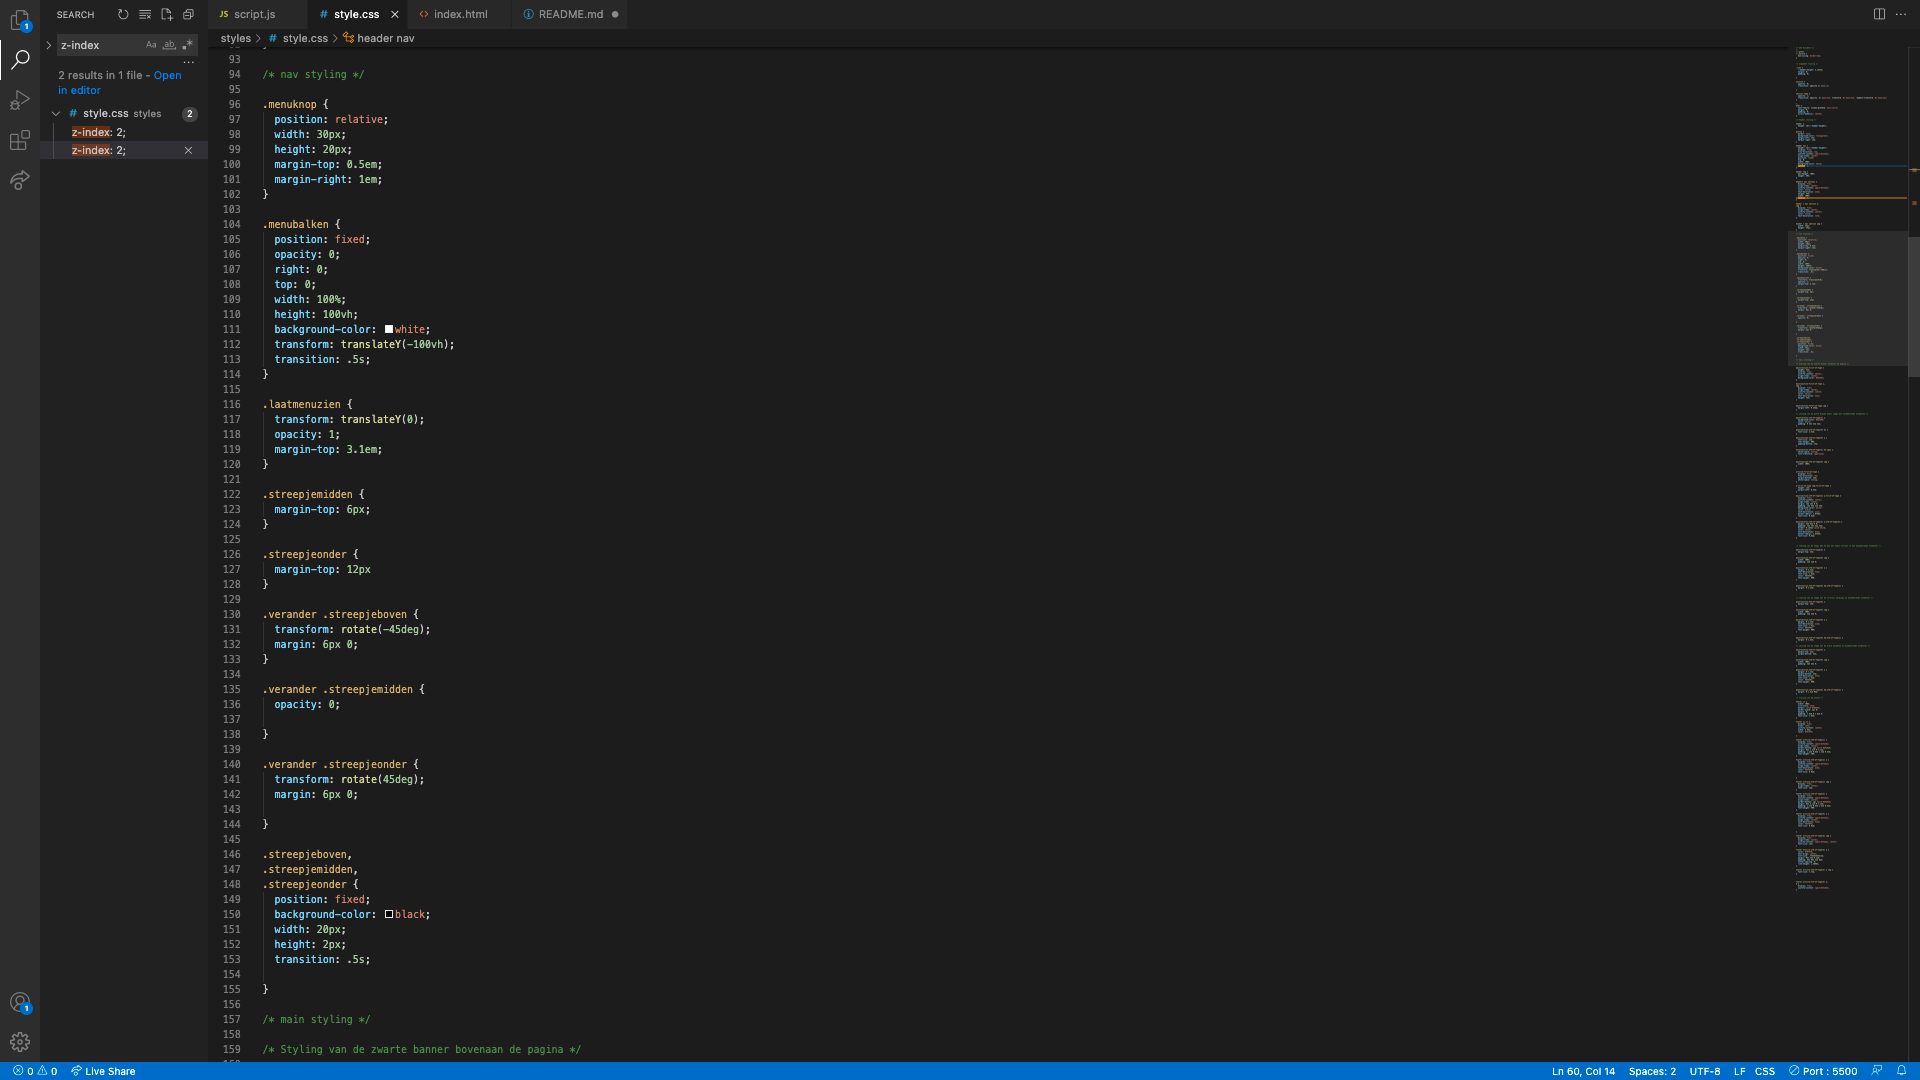 SEARCH
z-index
Aa
ab
2 results in 1 file - Open
in editor
style.css styles 2
z-index: 2;
z-index: 2;
1
JS script.js
# style.css
<> index.html
README.md
styles > # style.css > header nav
93
94 /* nav styling */
95
96 .menuknop {
97 position: relative;
98 width: 30px;
99 height: 20px;
100 margin-top: 0.5em;
101 margin-right: 1em;
102 }
103
104 .menubalken {
105 position: fixed;
106 opacity: 0;
107 right: 0;
108 top: 0;
109 width: 100%;
110 height: 100vh;
111 background-color: white;
112 transform: translateY(-100vh);
113 transition: .5s;
114 }
115
116 .laatmenuzien {
117 transform: translateY(0);
118 opacity: 1;
119 margin-top: 3.1em;
120 }
121
122 .streepjemidden {
123 margin-top: 6px;
124 }
125
126 .streepjeonder {
127 margin-top: 12px
128 }
129
130 .verander .streepjeboven {
131 transform: rotate(-45deg);
132 margin: 6px 0;
133 }
134
135 .verander .streepjemidden {
136 opacity: 0;
137
138 }
139
140 .verander .streepjeonder {
141 transform: rotate(45deg);
142 margin: 6px 0;
143
144 }
145
146 .streepjeboven,
147 .streepjemidden,
148 .streepjeonder {
149 position: fixed;
150 background-color: black;
151 width: 20px;
152 height: 2px;
153 transition: .5s;
154
155 }
156
157 /* main styling */
158
159 /* Styling van de zwarte banner bovenaan de pagina */
1
0 0 Live Share
Ln 60, Col 14 Spaces: 2 UTF-8 LF CSS Port : 5500